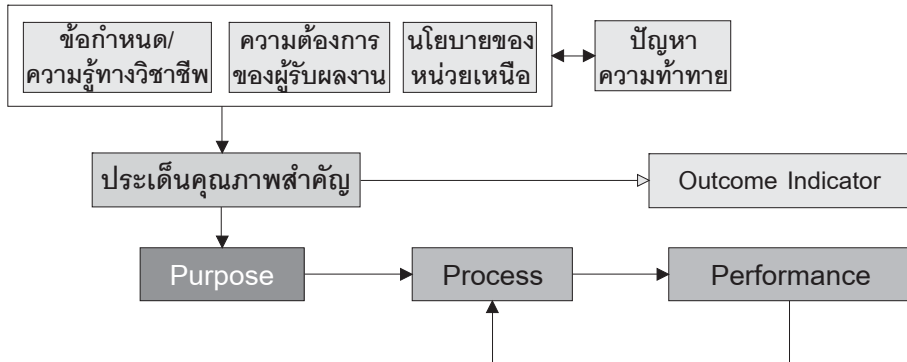 ข้อกำหนด/
ความรู้ทางวิชาชีพ
ความต้องการ
ของผู้รับผลงาน
นโยบายของ
หน่วยเหนือ
ปัญหา
ความท้าทาย
ประเด็นคุณภาพสำคัญ
Outcome Indicator
Purpose
Process
Performance